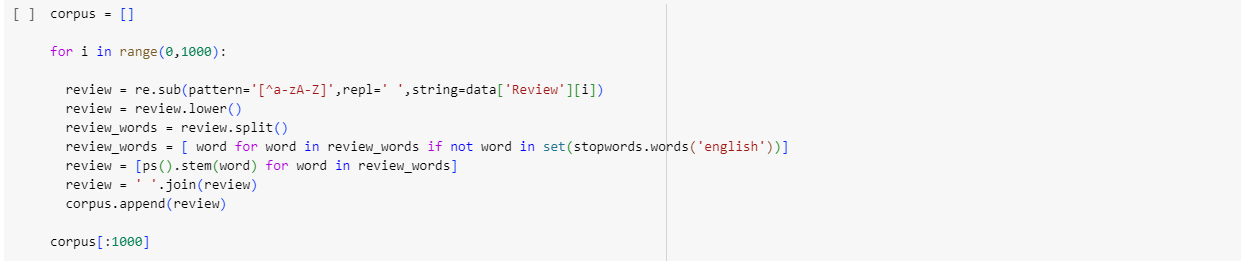 [ ] corpus = []
for i in range(0,1000):
review = re.sub(pattern='[^a-zA-Z]',repl=' ',string=data['Review'][i])
review = review.lower()
review_words = review.split()
review_words = [ word for word in review_words if not word in set(stopwords.words('english'))]
review = [ps().stem(word) for word in review_words]
review = ' '.join(review)
corpus.append(review)
corpus[:1000]